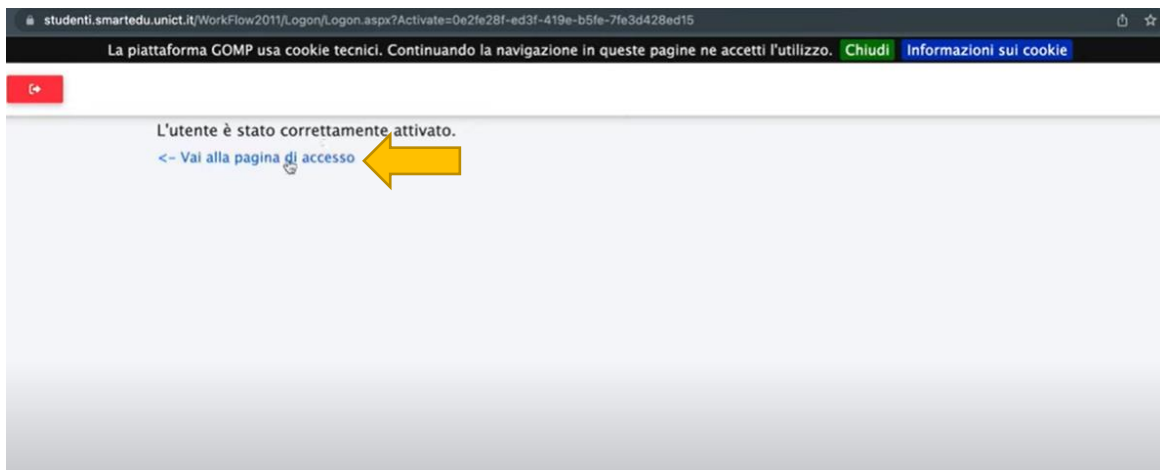 studenti.smartedu.unict.it/WorkFlow2011/Logon/Logon.aspx?Activate=0e2fe28f-ed3f-419e-b5fe-7fe3d428ed15
La piattaforma GOMP usa cookie tecnici. Continuando la navigazione in queste pagine ne accetti l'utilizzo. Chiudi Informazioni sui cookie
L'utente è stato correttamente attivato.
<- Vai alla pagina di accesso